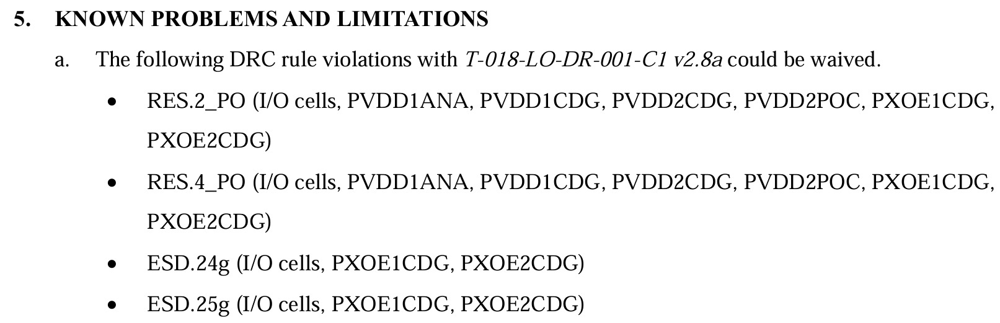 5. KNOWN PROBLEMS AND LIMITATIONS
a. The following DRC rule violations with T-018-LO-DR-001-C1 v2.8a could be waived.
• RES.2_PO (I/O cells, PVDD1ANA, PVDD1CDG, PVDD2CDG, PVDD2POC, PXOE1CDG,
PXOE2CDG)
• RES.4_PO (I/O cells, PVDD1ANA, PVDD1CDG, PVDD2CDG, PVDD2POC, PXOE1CDG,
PXOE2CDG)
• ESD.24g (I/O cells, PXOE1CDG, PXOE2CDG)
• ESD.25g (I/O cells, PXOE1CDG, PXOE2CDG)